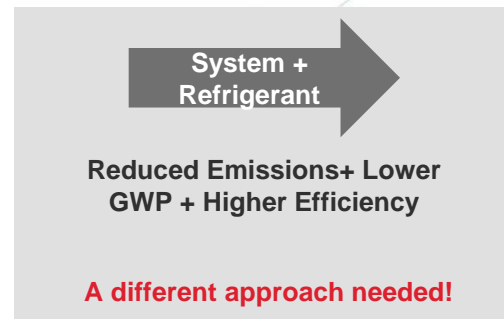 System +
Refrigerant
Reduced Emissions+ Lower
GWP + Higher Efficiency
A different approach needed!